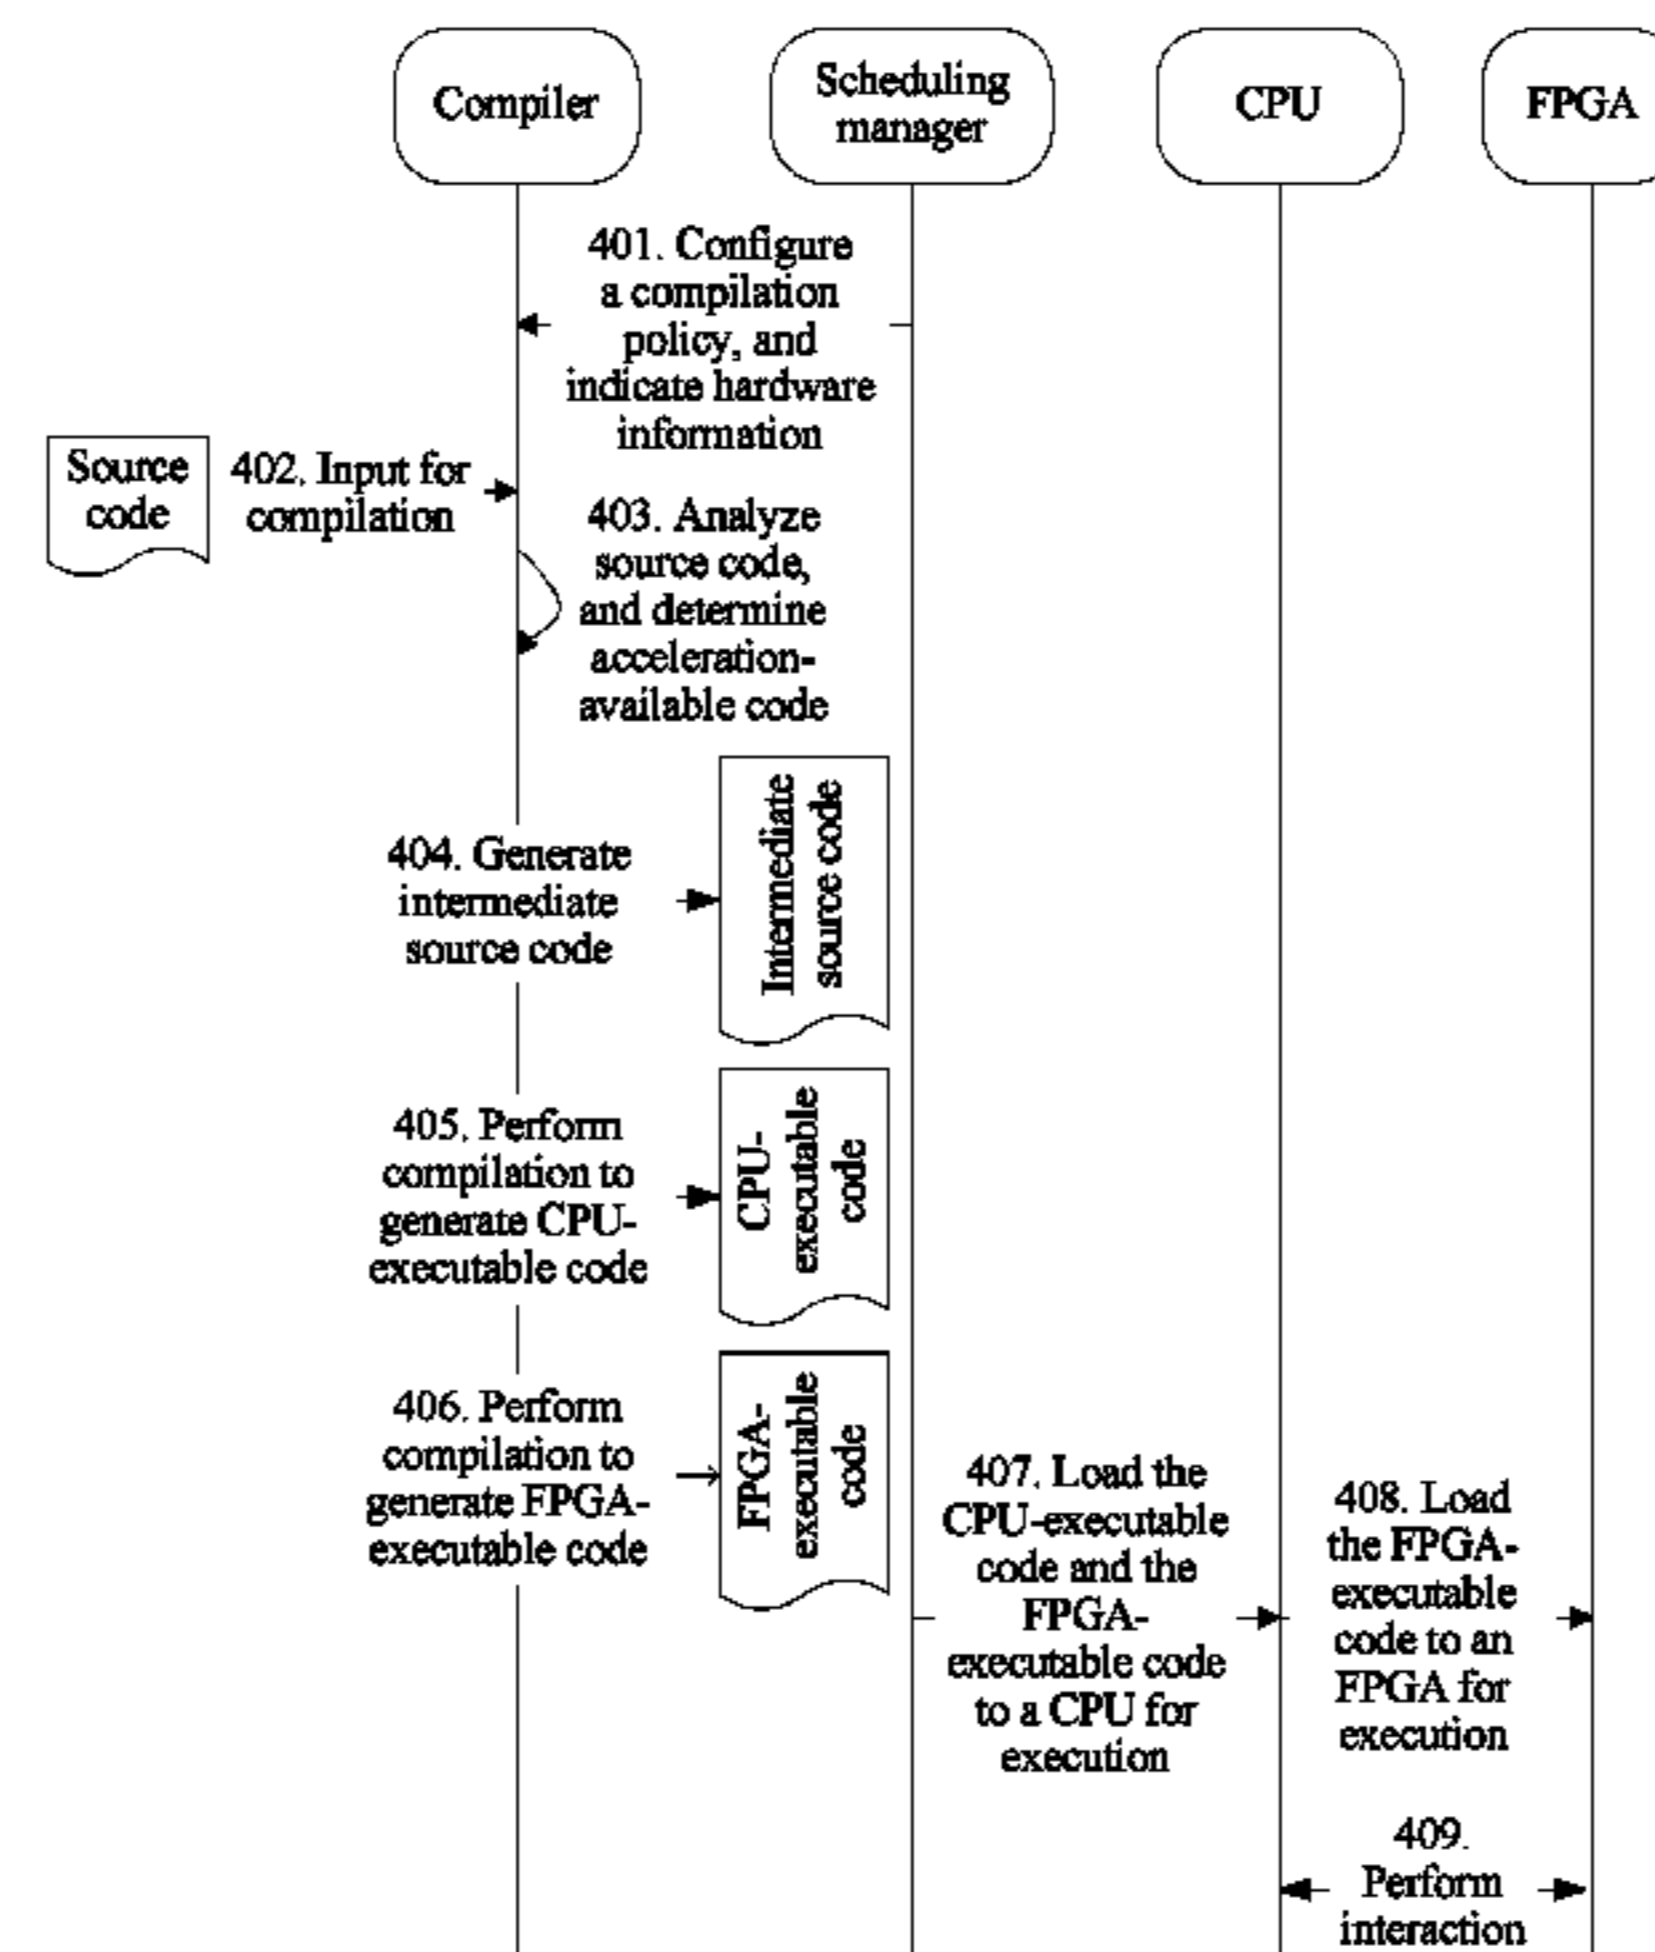 Compiler
Scheduling
manager
CPU
FPGA
401. Configure
a compilation
policy, and
indicate hardware
information
Source
code
402. Input for
compilation
403. Analyze
source code,
and determine
acceleration-
available code
404. Generate
intermediate
source code
Intermediate
source code
405. Perform
compilation to
generate CPU-
executable code
CPU-
executable
code
406. Perform
compilation to
generate FPGA-
executable code
FPGA-
executable
code
407. Load the
CPU-executable
code and the
FPGA-
executable code
to a CPU for
execution
408. Load
the FPGA-
executable
code to an
FPGA for
execution
409.
Perform
interaction